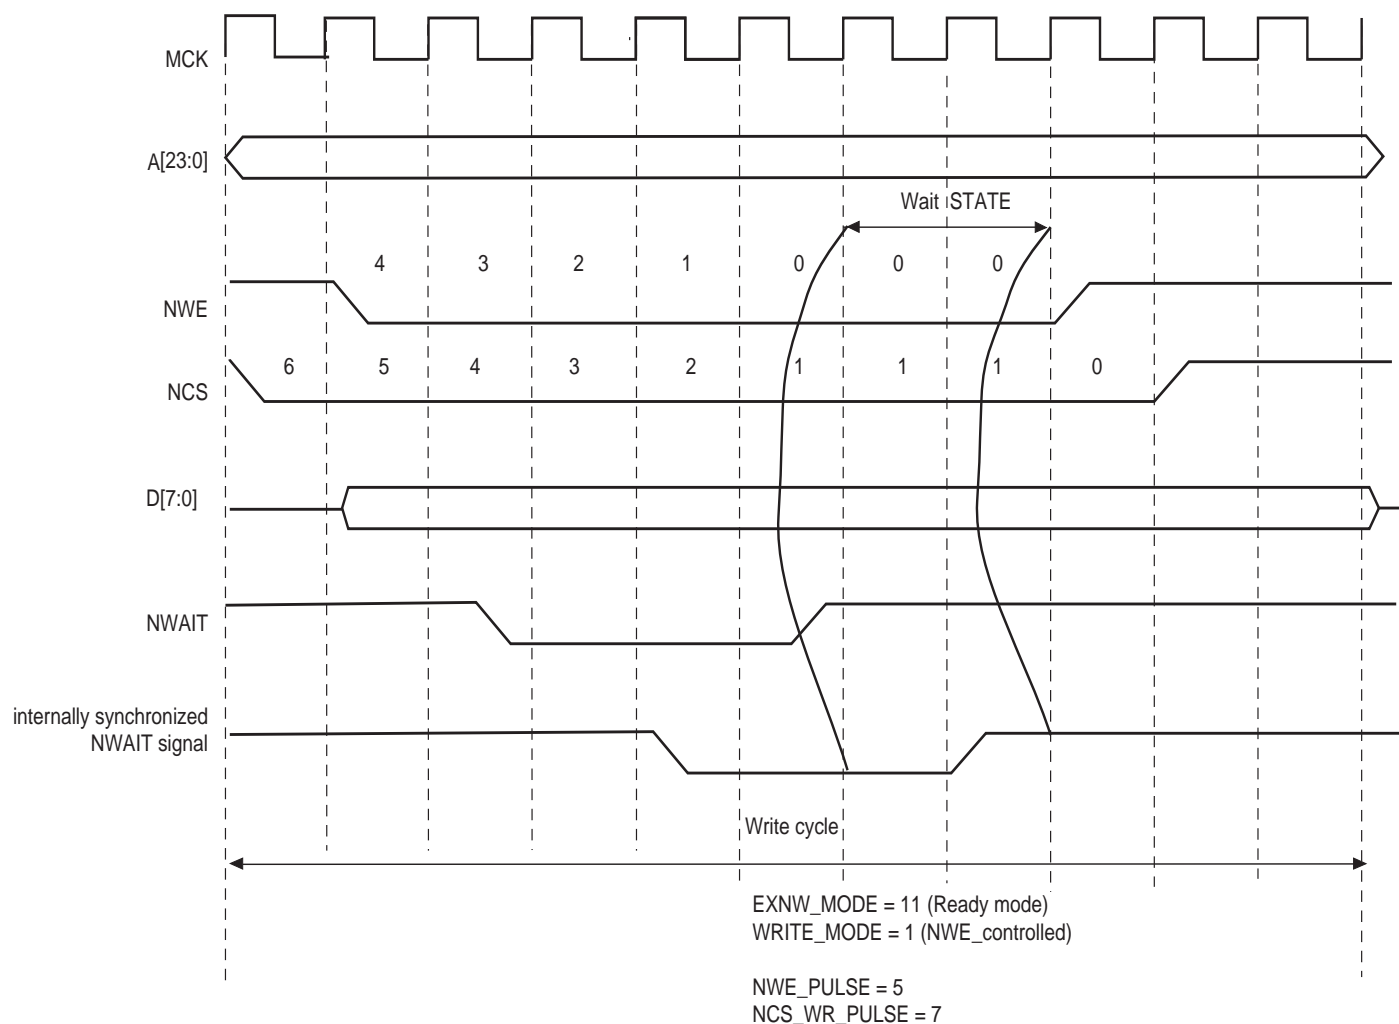 MCK
A[23:0]
Wait STATE
4 3 2 1 0 0 0
NWE
6 5 4 3 2 1 1 1 0
NCS
D[7:0]
NWAIT
internally synchronized
NWAIT signal
Write cycle
EXNW_MODE = 11 (Ready mode)
WRITE_MODE = 1 (NWE_controlled)
NWE_PULSE = 5
NCS_WR_PULSE = 7